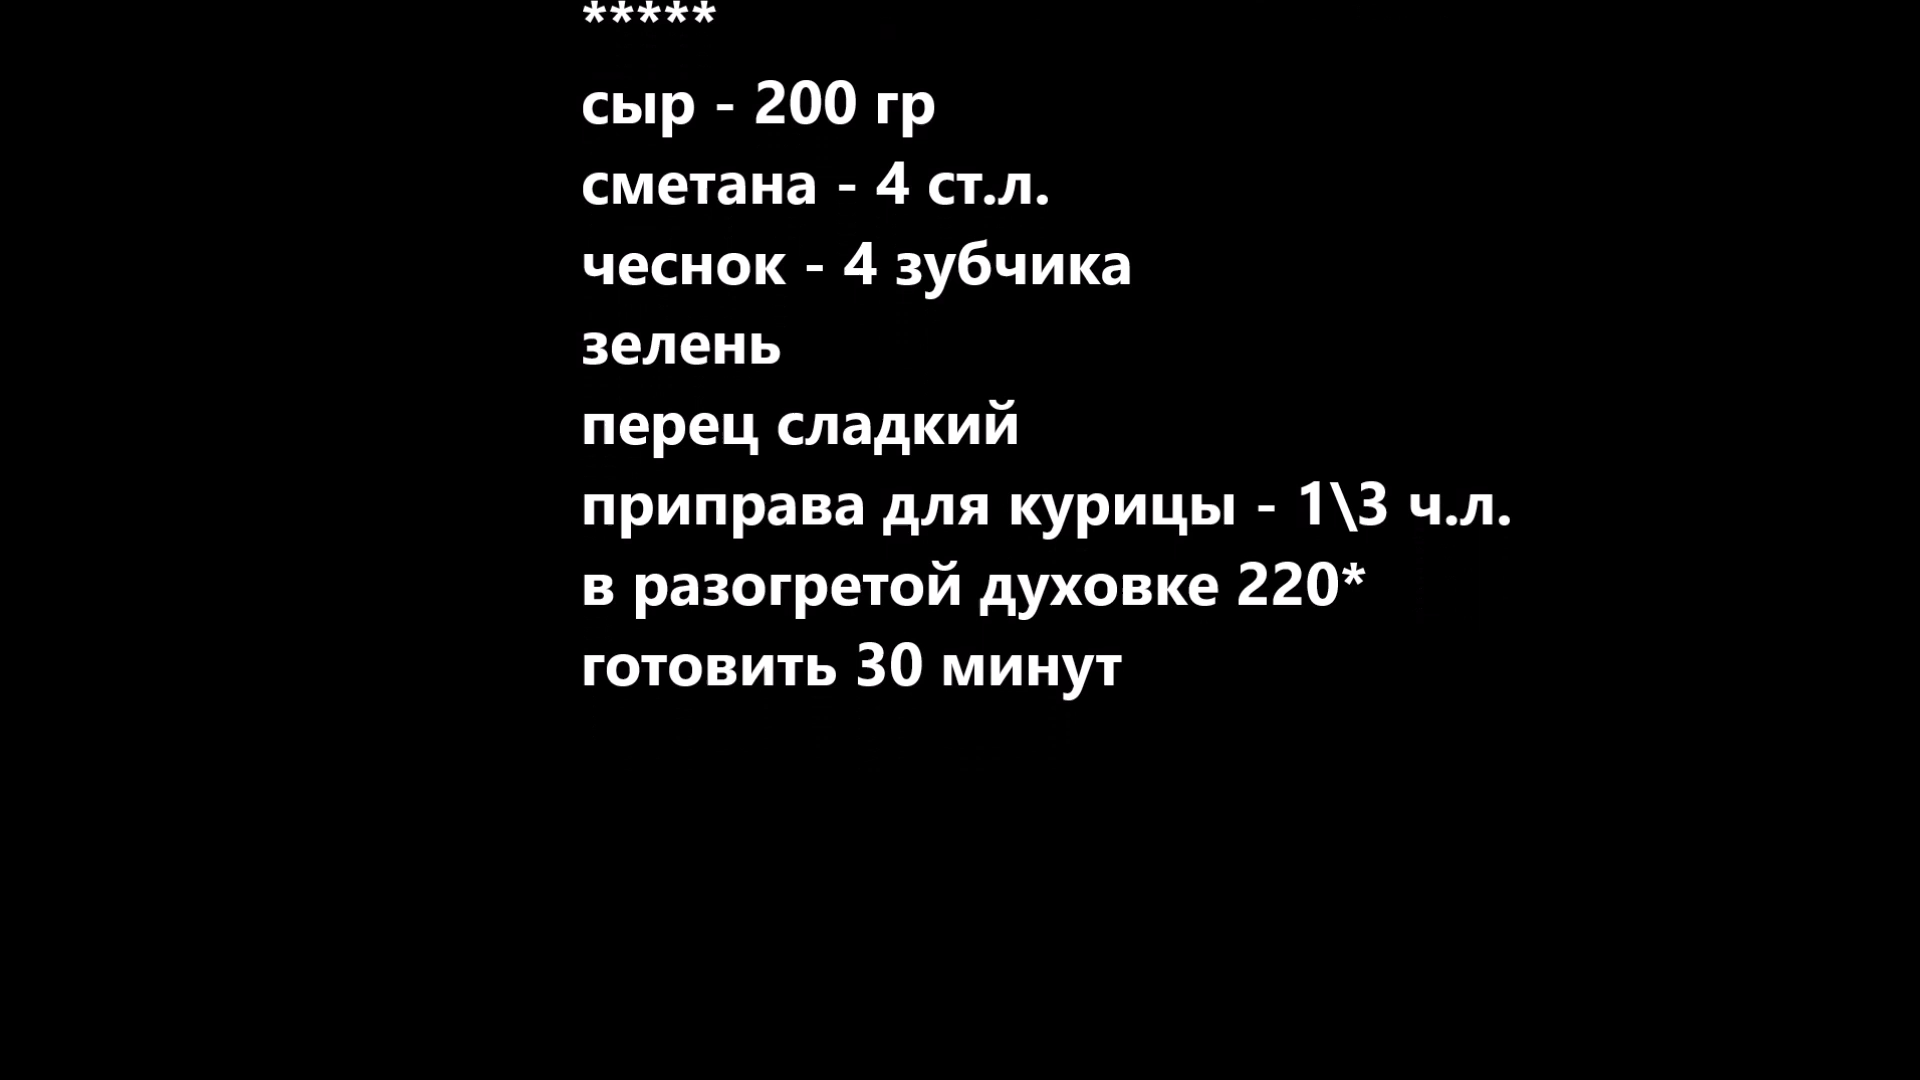 *****
сыр - 200 гр
сметана - 4 ст.л.
чеснок - 4 зубчика
зелень
перец сладкий
приправа для курицы - 1\3 ч.л.
в разогретой духовке 220*
готовить 30 минут